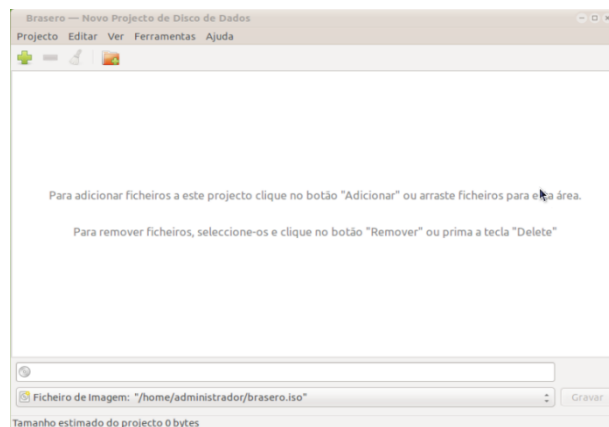 Brasero — Novo Projeto de Disco de Dados
Projecto Editar Ver Ferramentas Ajuda
Para adicionar ficheiros a este projecto clique no botão "Adicionar" ou arraste ficheiros para esta área.
Para remover ficheiros, seleccione-os e clique no botão "Remover" ou prima a tecla "Delete"
Ficheiro de Imagem: "/home/administrador/brasero.iso"
Gravar
Tamanho estimado do projecto 0 bytes